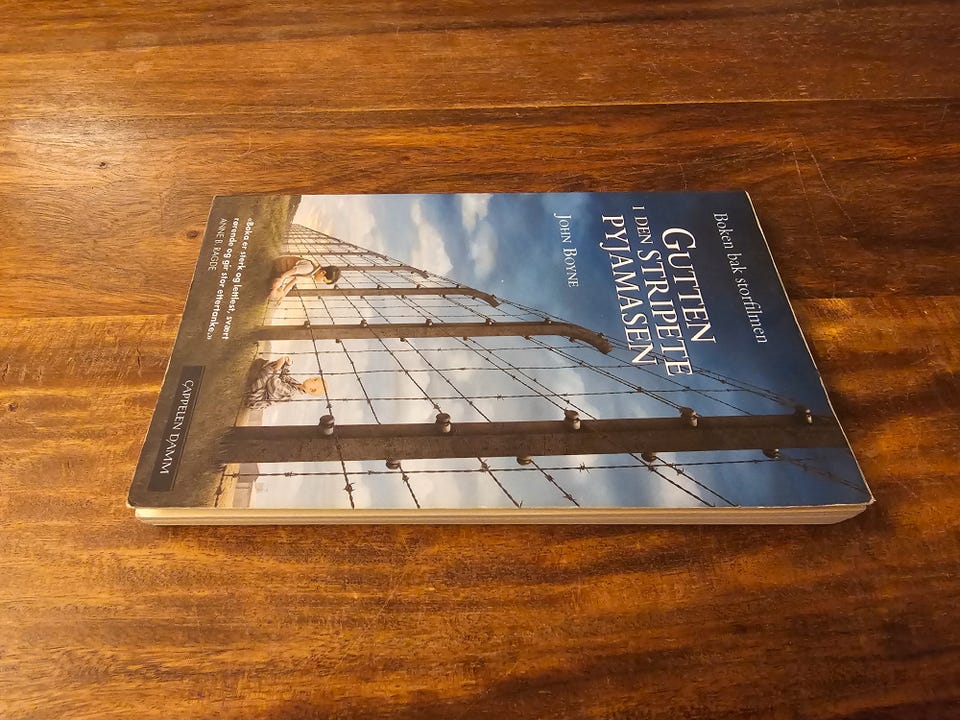 Boken bak storfilmen
GUTTEN
I DEN STRIPETE
PYJAMASEN
JOHN BOYNE
«Boka er sterk og lettlest, svært
rørende og gir stor ettertanke.»
ANNE B. RAGDE
CAPPELEN DAMM